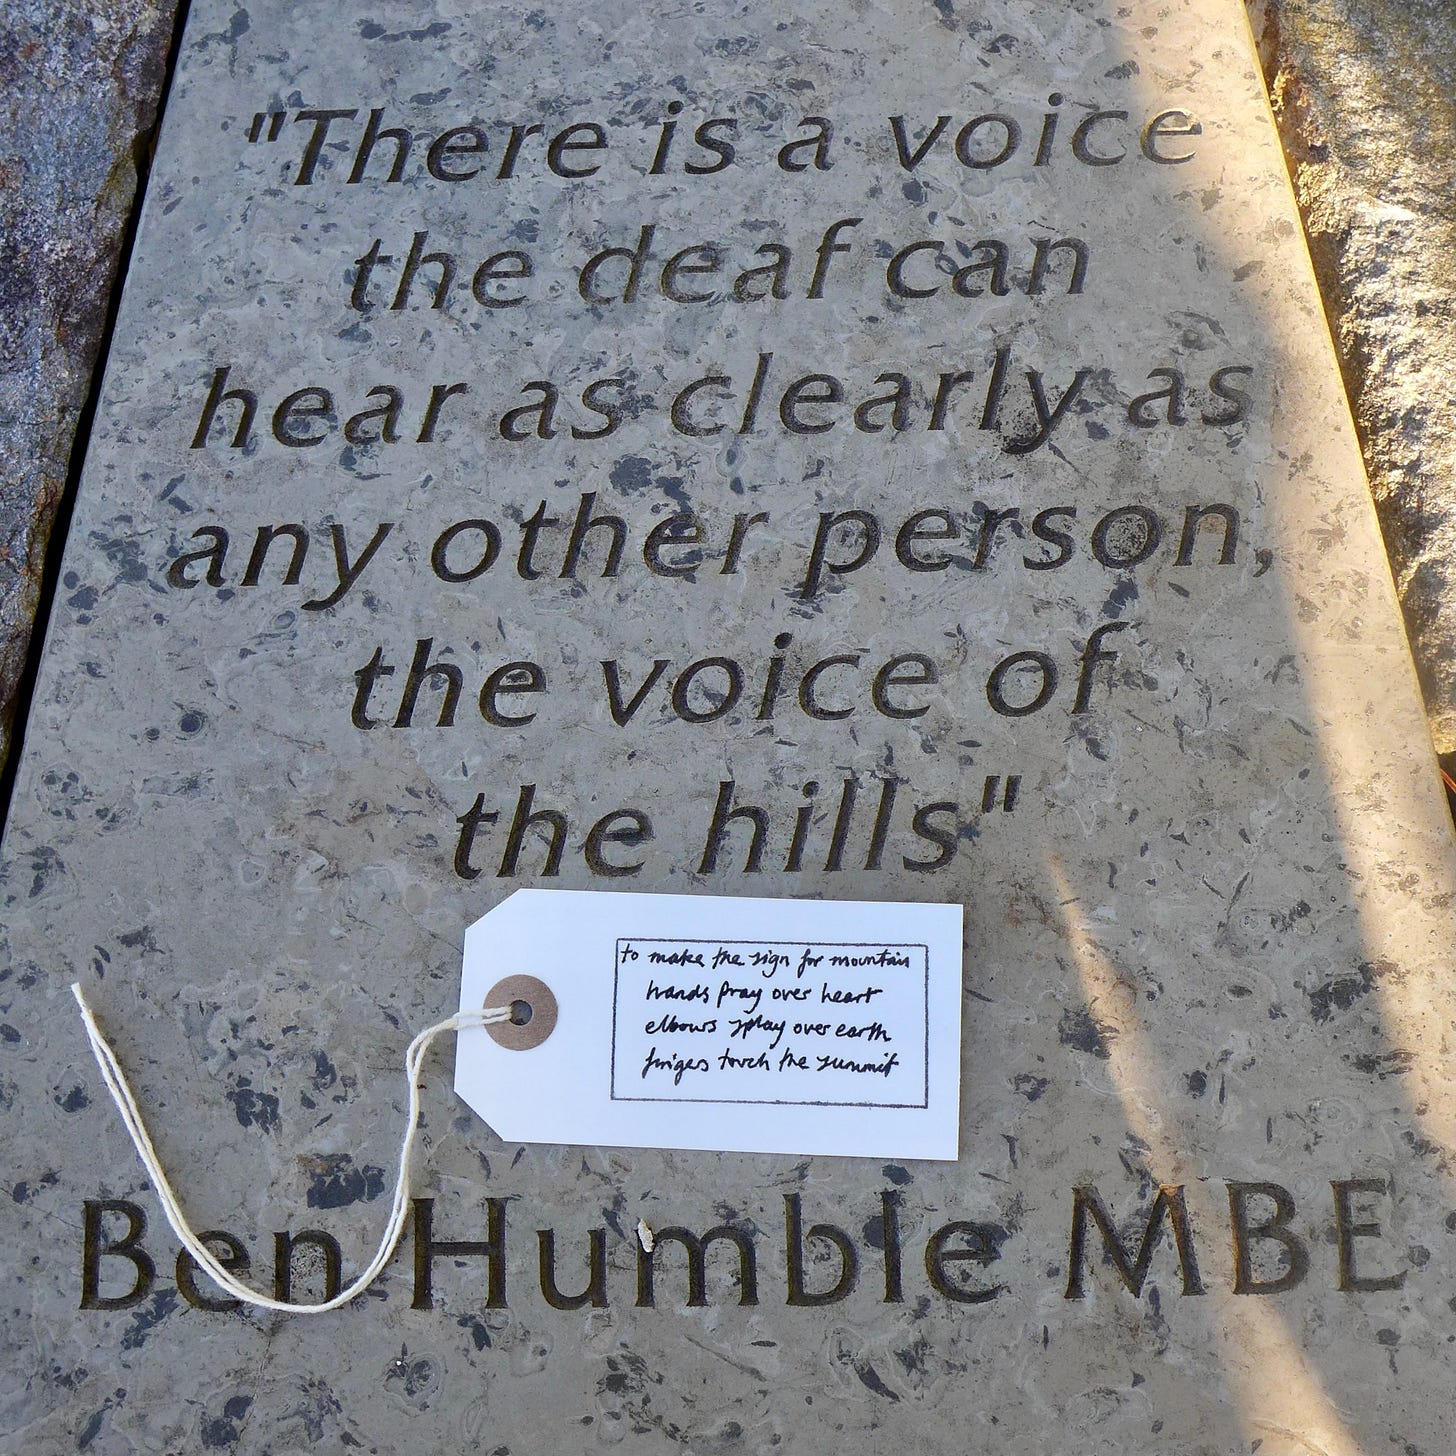 "There is a voice
the deaf can
hear as clearly as
any other person,
the voice of
the hills"
to make the sign for mountain
hands pray over heart
elbows splay over earth
fingers touch the summit
Ben Humble MBE